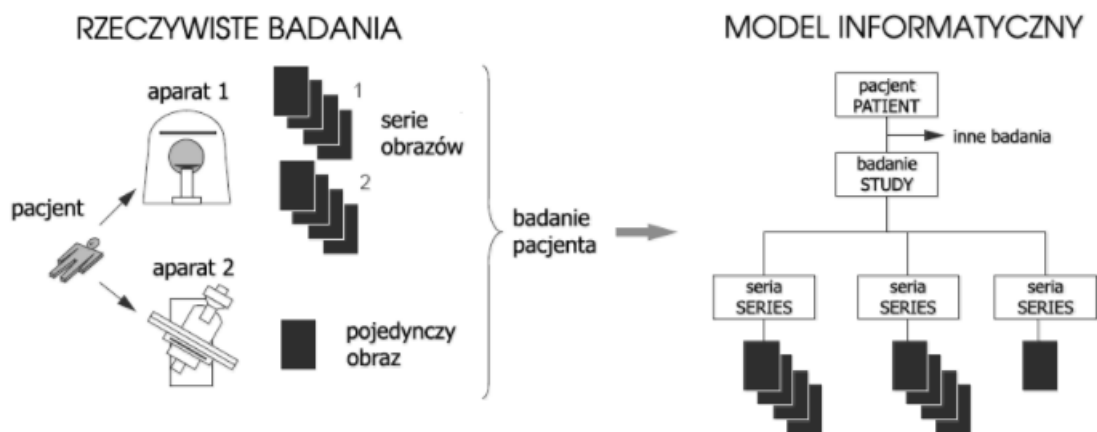 RZECZYWISTE BADANIA
aparat 1
1
serie
obrazów
2
pacjent
aparat 2
pojedynczy
obraz
badanie
pacjenta
MODEL INFORMATYCZNY
pacjent
PATIENT
inne badania
badanie
STUDY
seria
SERIES
seria
SERIES
seria
SERIES